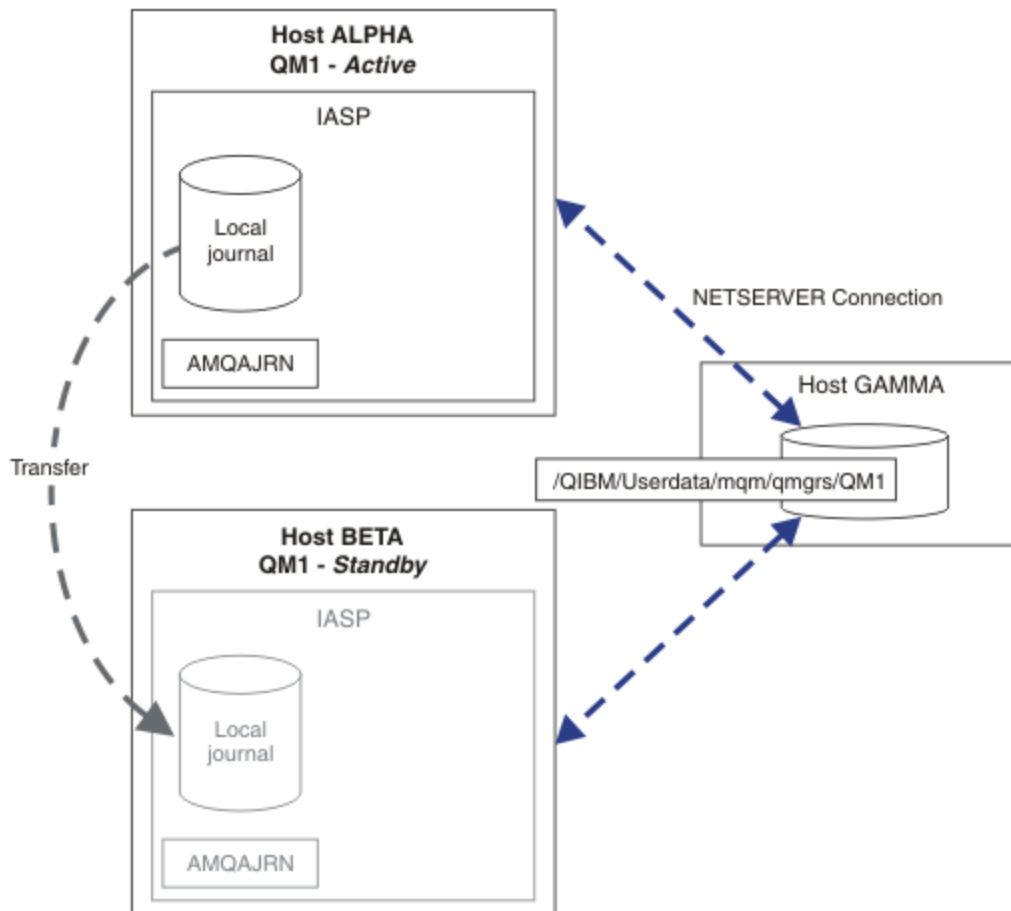 Host ALPHA
QM1 - Active
IASP
Local
journal
AMQAJRN
NETSERVER Connection
Host GAMMA
/QIBM/Userdata/mqm/qmgrs/QM1
Transfer
Host BETA
QM1 - Standby
IASP
Local
journal
AMQAJRN